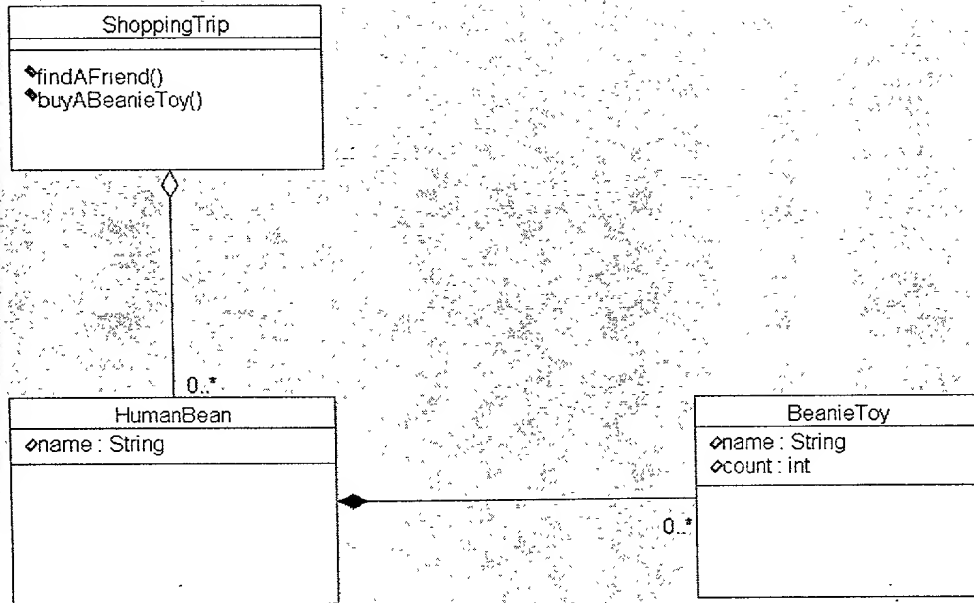 ShoppingTrip
findAFriend()
buyABeanieToy()
0..*
HumanBean
name : String
BeanieToy
name : String
count : int
0..*